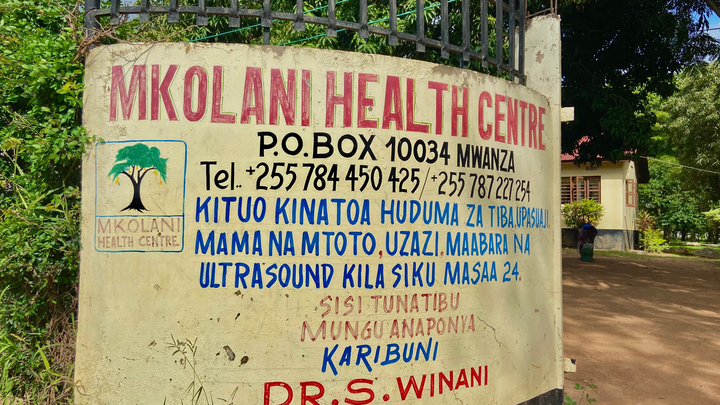 MKOLANI HEALTH CENTRE
P.O.BOX 10034 MWANZA
Tel.. +255 784 450 425/+255 787 227 254
MKOLANI
HEALTH CENTRE
KITUO KINATOA HUDUMA ZA TIBA,UPASUAJI,
MAMA NA MTOTO, UZAZI, MAABARA NA
ULTRASOUND KILA SIKU MASAA 24.
SISI TUNATIBU
MUNGU ANAPONYA
KARIBUNI
DR.S.WINANI